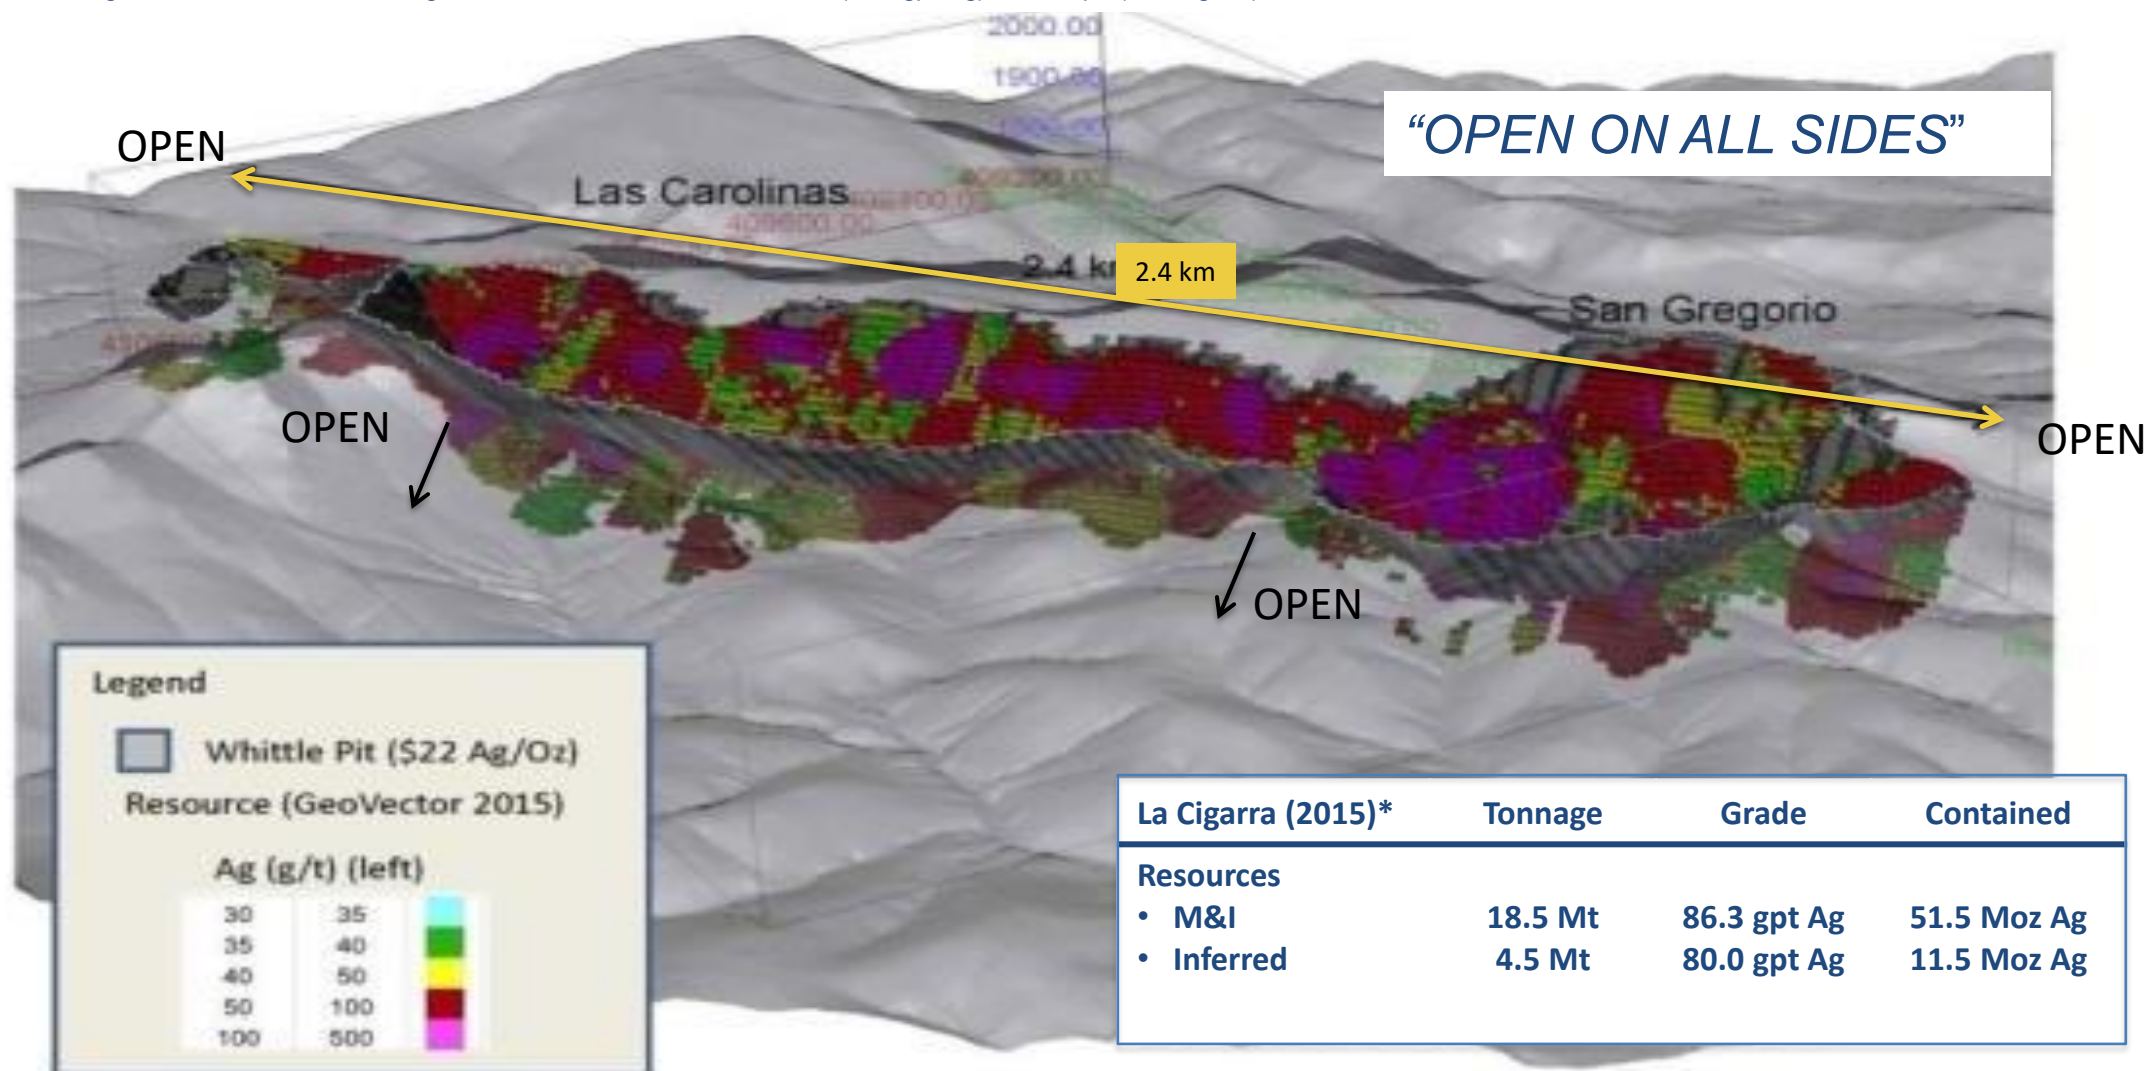 2000.00
1900.00
OPEN
“OPEN ON ALL SIDES”
Las Carolinas
409600.00
2.4 km
San Gregorio
OPEN
OPEN
OPEN
Legend
Whittle Pit ($22 Ag/Oz)
Resource (GeoVector 2015)
Ag (g/t) (left)
30 35
35 40
40 50
50 100
100 500
La Cigarra (2015)* Tonnage Grade Contained
Resources
• M&I 18.5 Mt 86.3 gpt Ag 51.5 Moz Ag
• Inferred 4.5 Mt 80.0 gpt Ag 11.5 Moz Ag